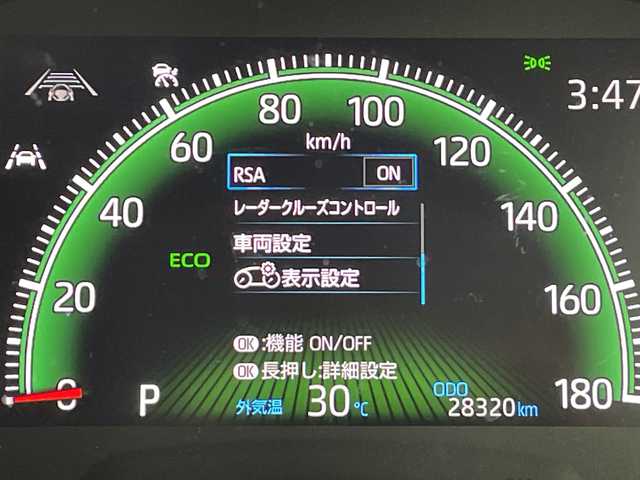 3:47
80 100
km/h
60 120
RSA ON
レーダークルーズコントロール
40 140
車両設定
ECO
表示設定
20 160
OK:機能 ON/OFF
OK長押し:詳細設定
0 180
P 外気温 30℃ ODO
28320km